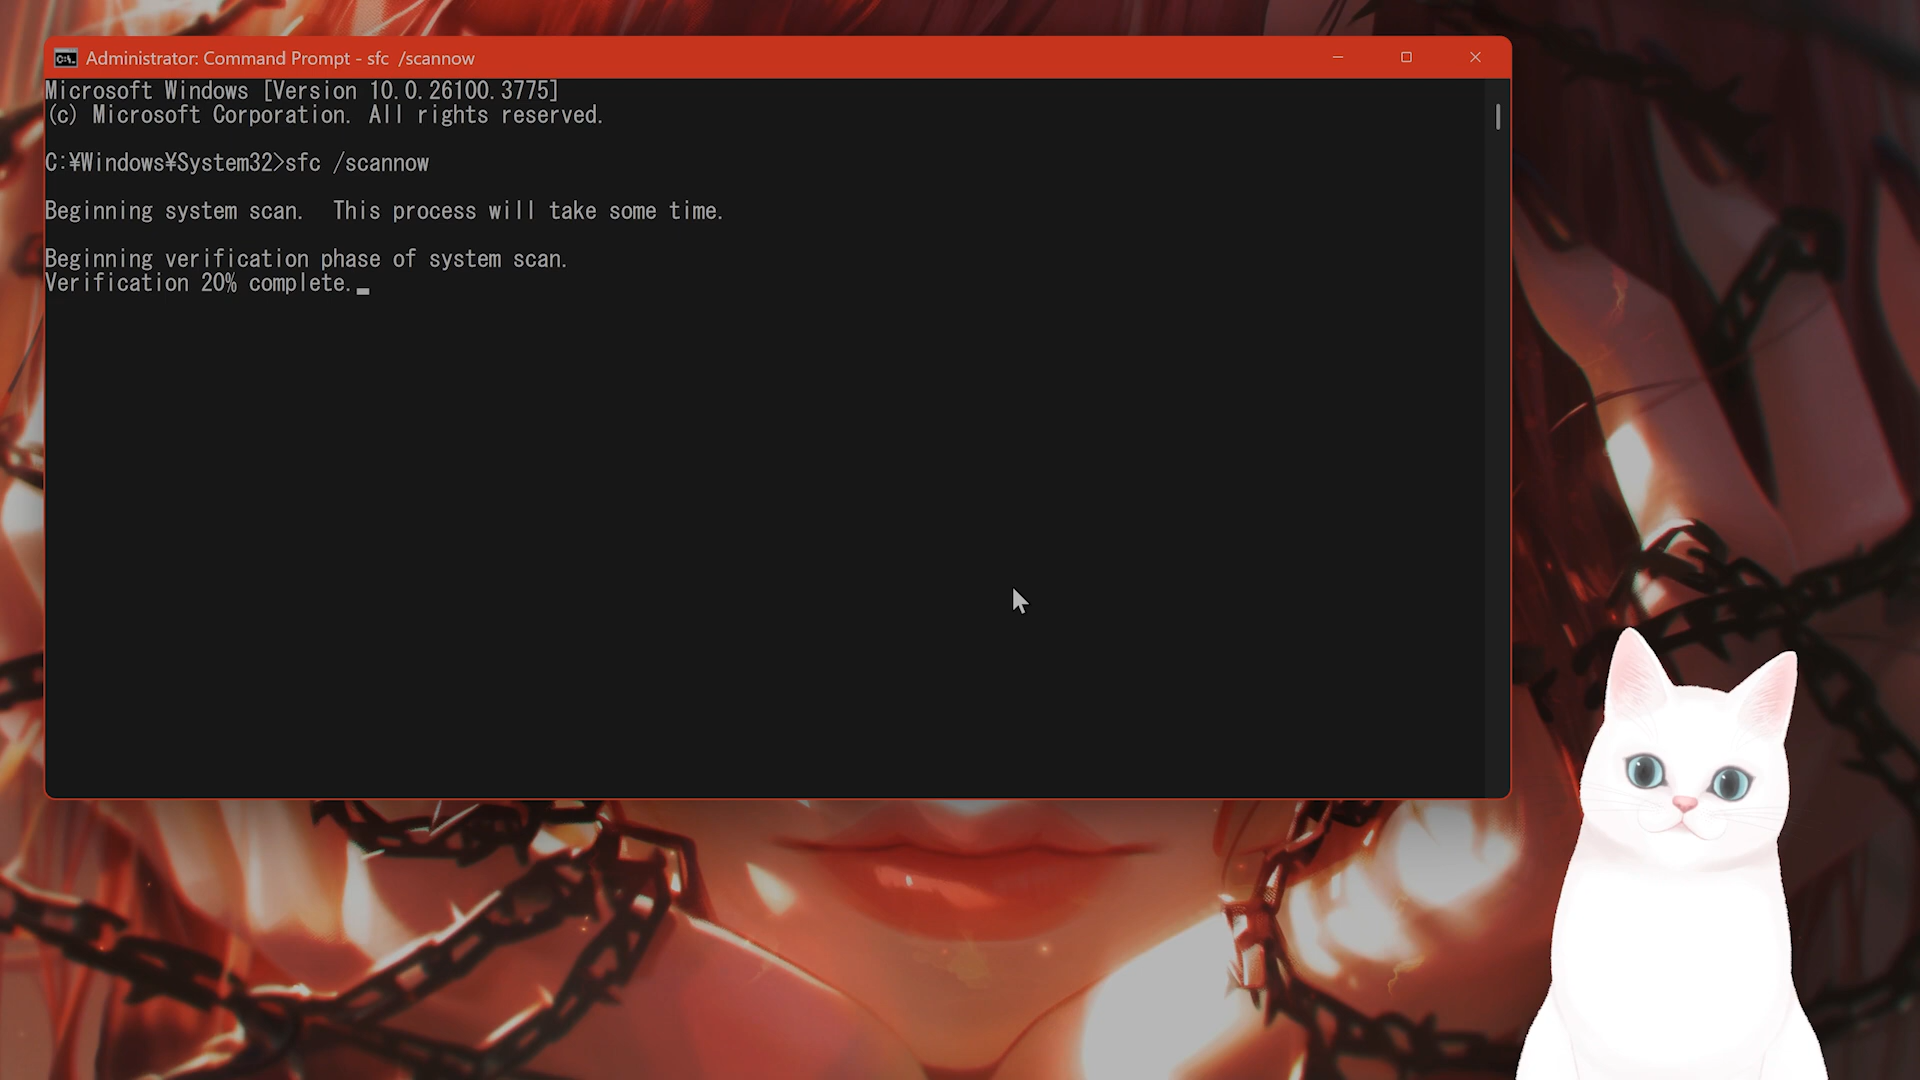 Administrator: Command Prompt - sfc  /scannow
Microsoft Windows [Version 10.0.26100.3775]
(c) Microsoft Corporation. All rights reserved.
C:¥Windows¥System32>sfc /scannow
Beginning system scan.  This process will take some time.
Beginning verification phase of system scan.
Verification 20% complete.